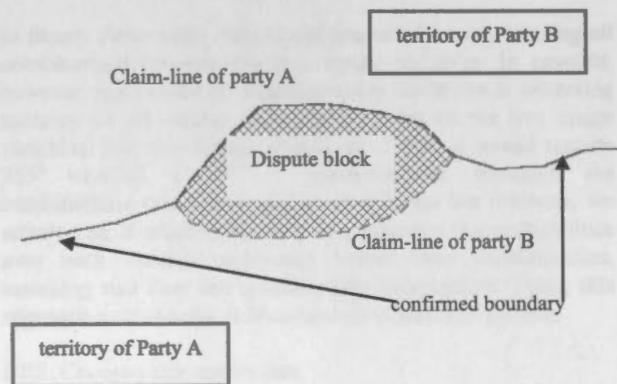 territory of Party B
Claim-line of party A
Dispute block
Claim-line of party B
confirmed boundary
territory of Party A